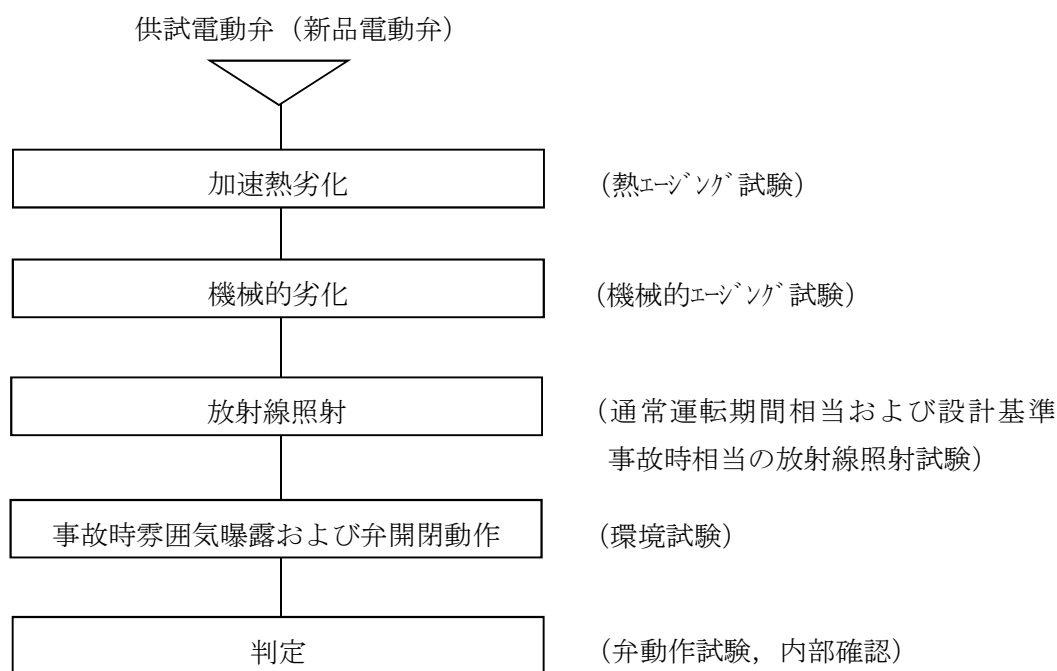 供試電動弁（新品電動弁）
加速熱劣化
（熱ｴｰｼﾞﾝｸﾞ試験）
機械的劣化
（機械的ｴｰｼﾞﾝｸﾞ試験）
放射線照射
（通常運転期間相当および設計基準
事故時相当の放射線照射試験）
事故時雰囲気曝露および弁開閉動作
（環境試験）
判定
（弁動作試験，内部確認）